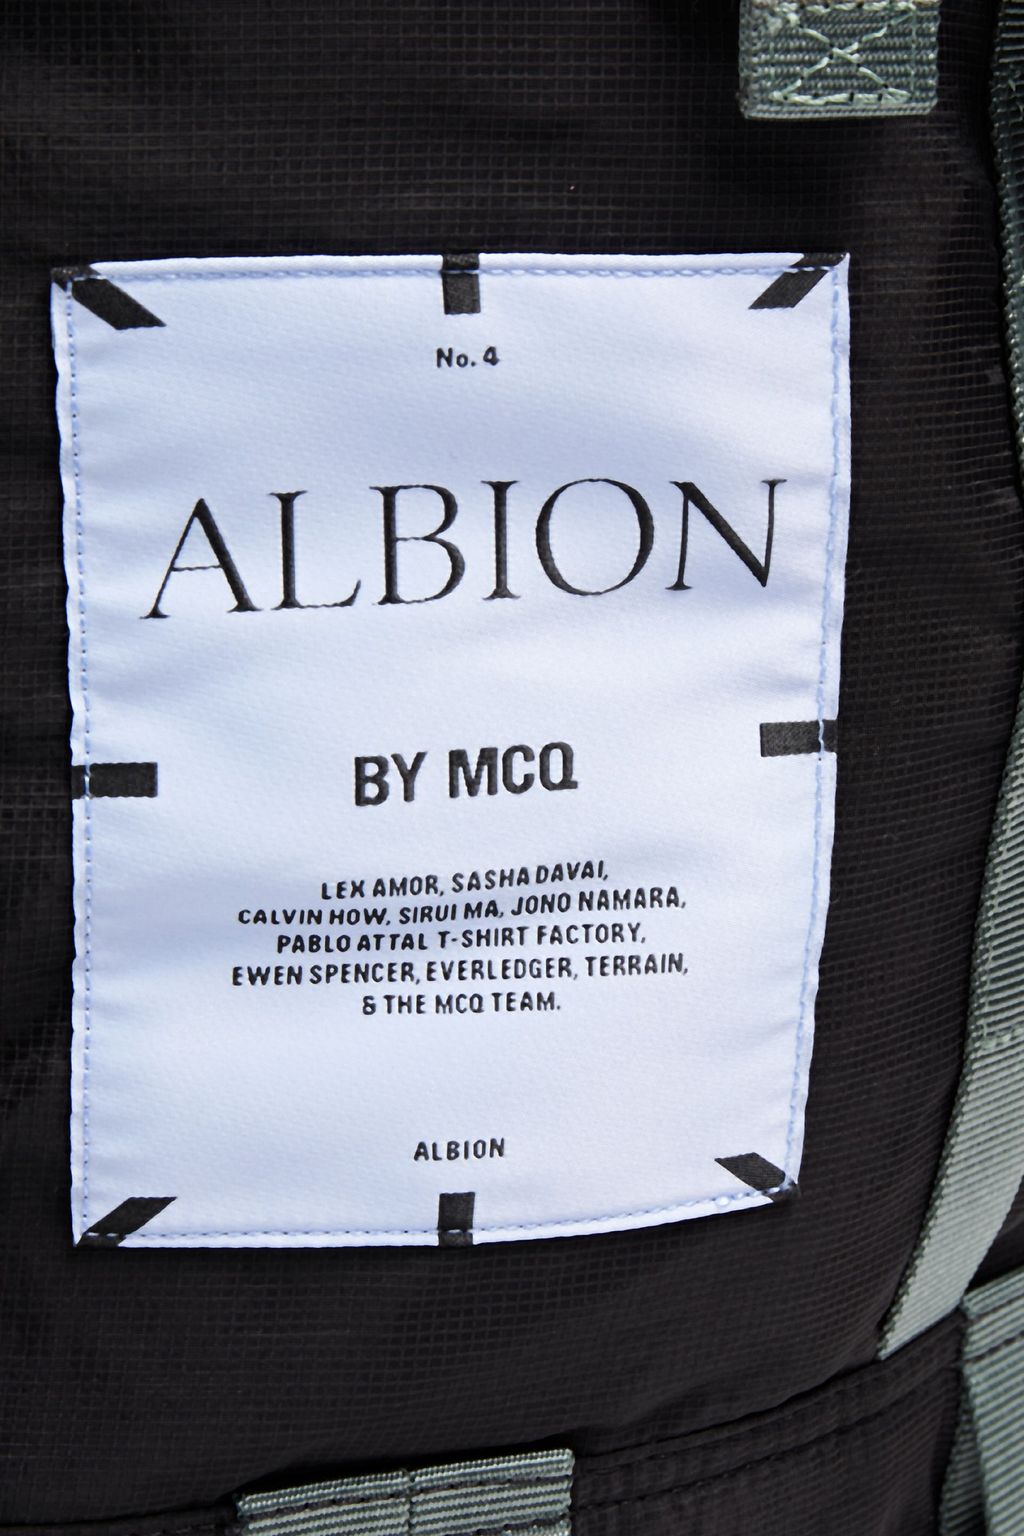 No. 4
ALBION
BY MCQ
LEX AMOR, SASHA DAVAI,
CALVIN HOW, SIRUI MA, JONO NAMARA,
PABLO ATTAL T-SHIRT FACTORY,
EWEN SPENCER, EVERLEDGER, TERRAIN,
& THE MCQ TEAM.
ALBION